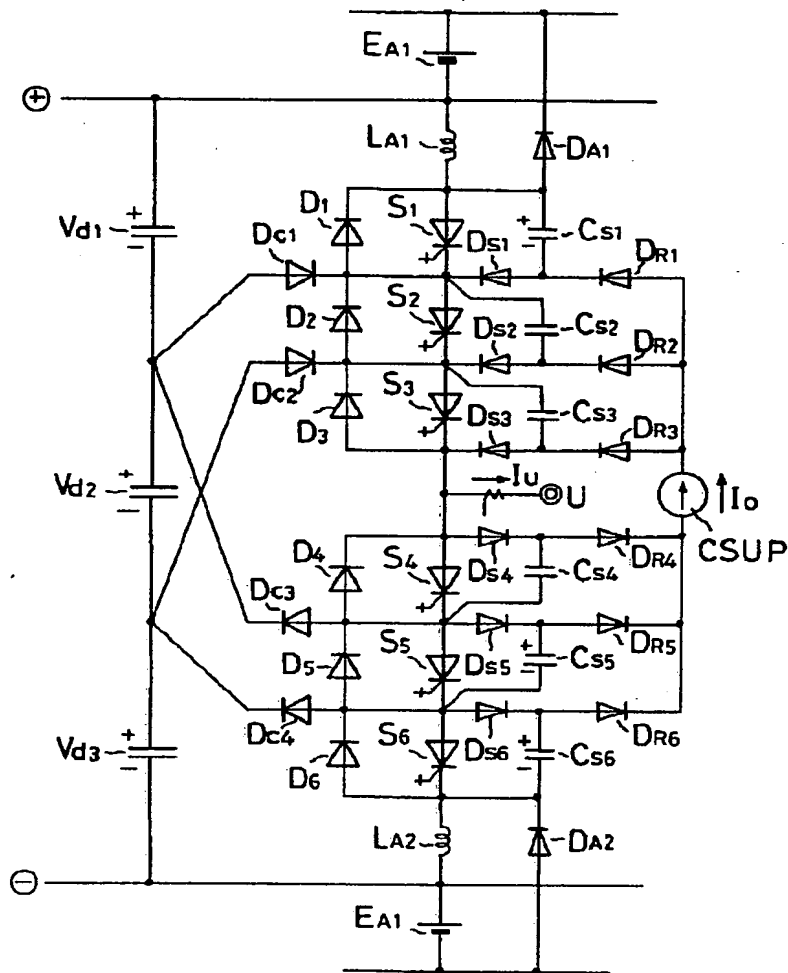 EA1
⊕
LA1
DA1
D1
S1
+
Vd1
+
−
Dc1
Ds1
+
−
Cs1
DR1
D2
S2
+
Ds2
Cs2
DR2
Dc2
D3
S3
+
Ds3
Cs3
DR3
Iu
U
Vd2
+
−
Io
CSUP
D4
S4
+
Ds4
Cs4
DR4
Dc3
D5
S5
+
Ds5
+
−
Cs5
DR5
Dc4
D6
S6
+
Ds6
+
−
Cs6
DR6
Vd3
+
−
LA2
DA2
⊖
EA1